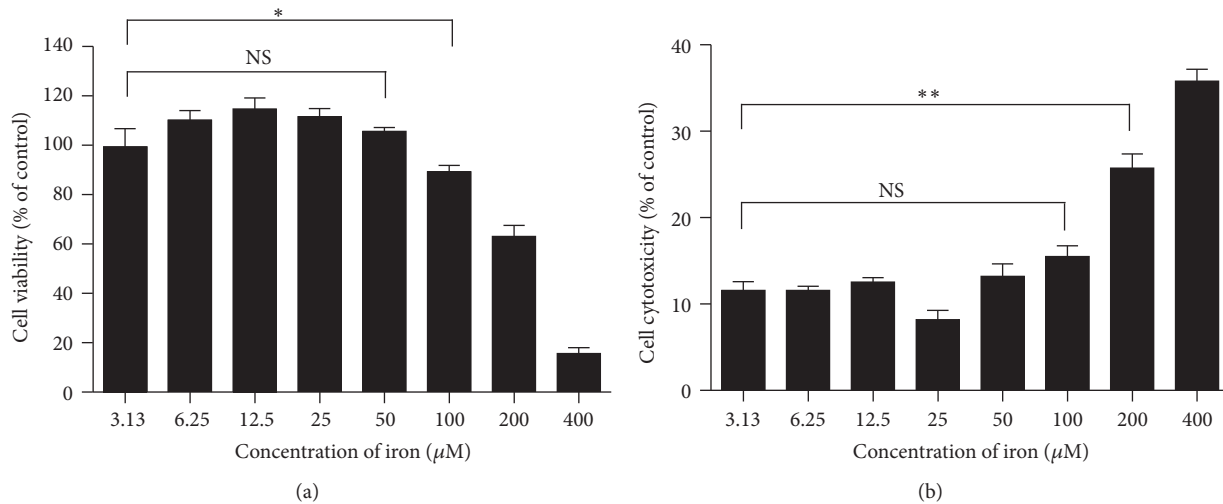 *
NS
140
120
100
80
60
40
20
0
Cell viability (% of control)
3.13 6.25 12.5 25 50 100 200 400
Concentration of iron (μM)
(a)
**
NS
40
30
20
10
0
Cell cytotoxicity (% of control)
3.13 6.25 12.5 25 50 100 200 400
Concentration of iron (μM)
(b)